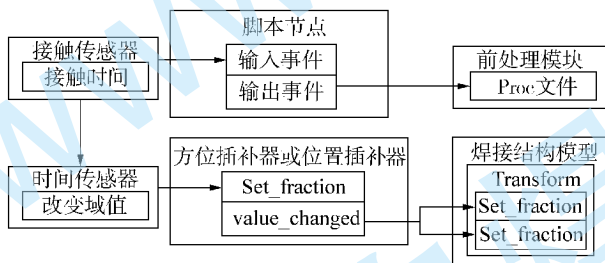 接触传感器
接触时间
脚本节点
输入事件
输出事件
前处理模块
Proc文件
时间传感器
改变域值
方位插补器或位置插补器
Set_fraction
value_changed
焊接结构模型
Transform
Set_fraction
Set_fraction